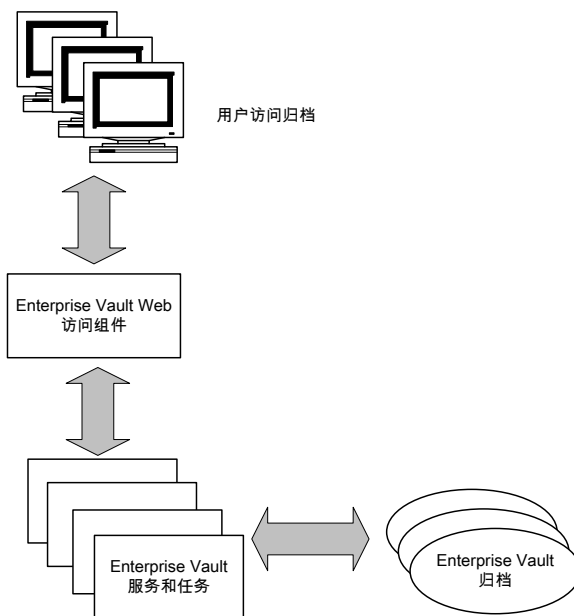 用户访问归档
Enterprise Vault Web
访问组件
Enterprise Vault
服务和任务
Enterprise Vault
归档